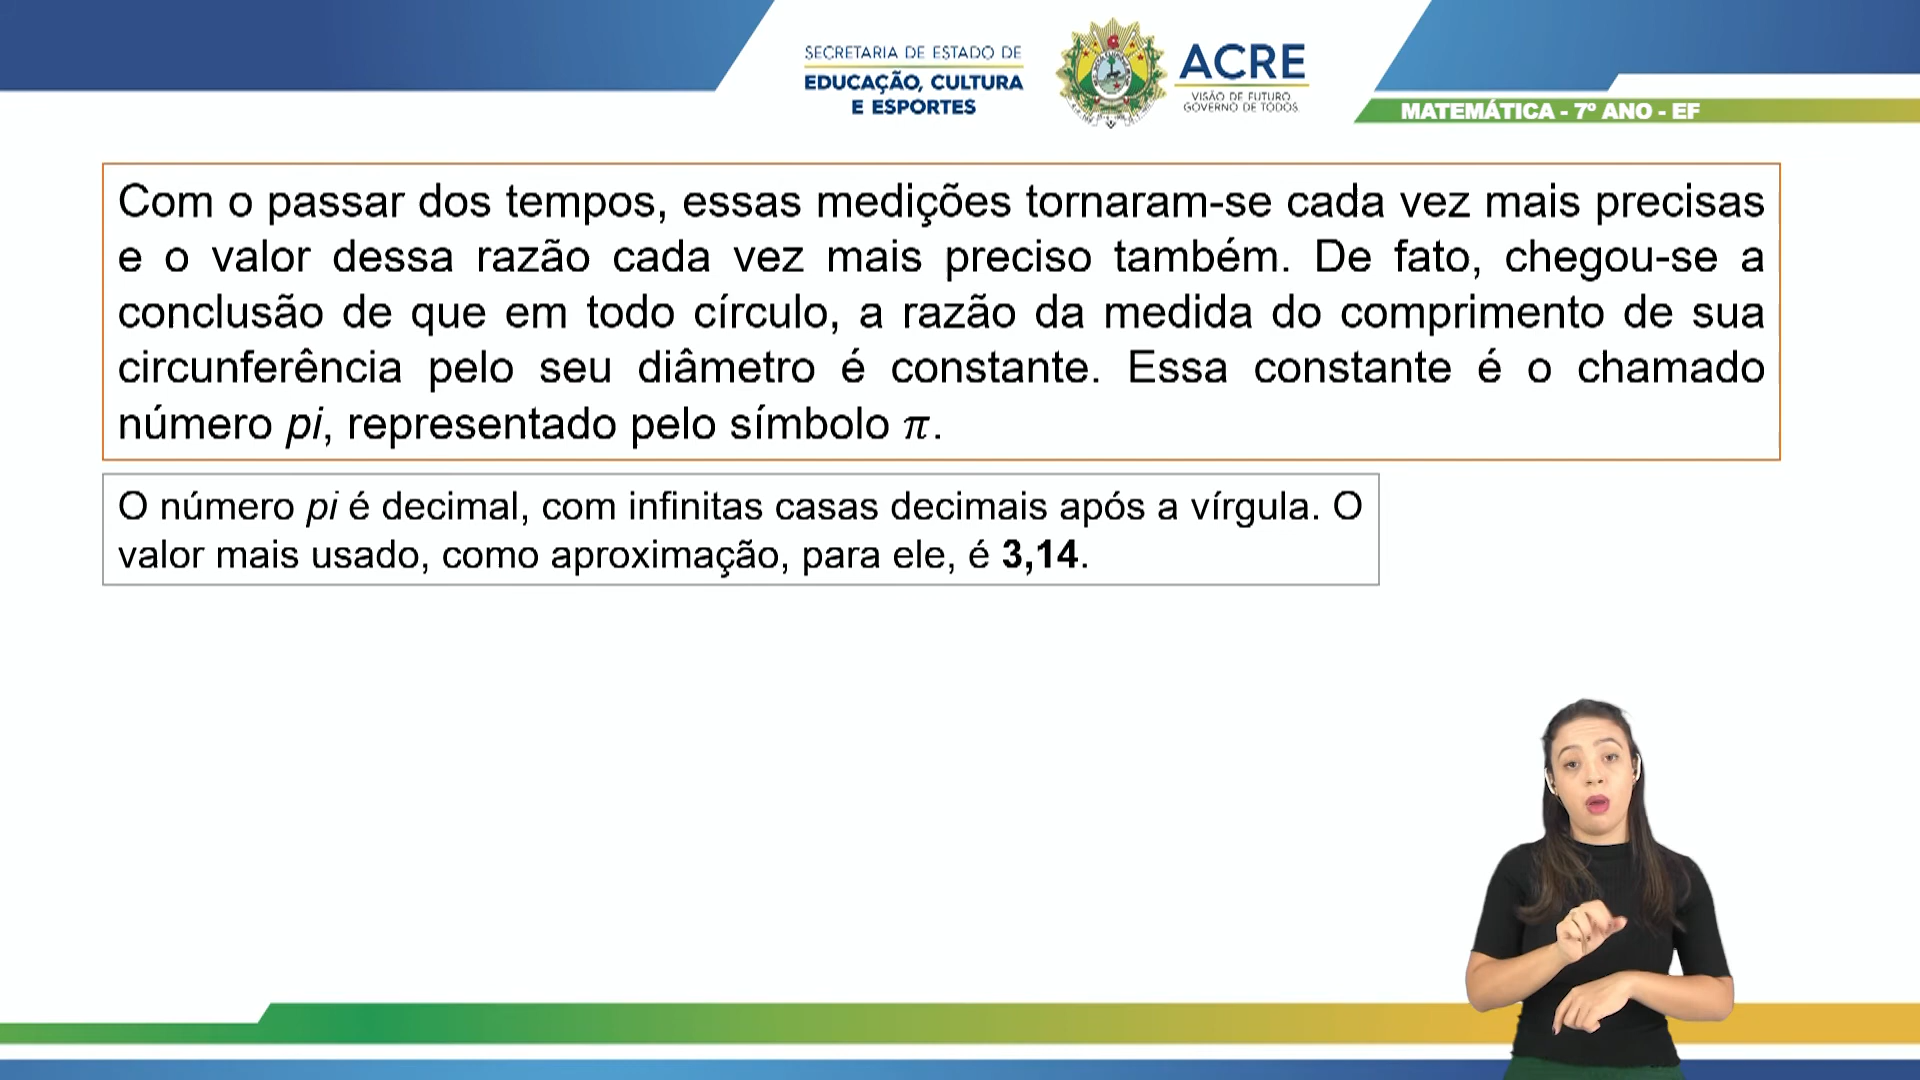 SECRETARIA DE ESTADO DE
EDUCAÇÃO, CULTURA
E ESPORTES
ACRE
VISÃO DE FUTURO
GOVERNO DE TODOS
MATEMÁTICA - 7º ANO - EF
Com o passar dos tempos, essas medições tornaram-se cada vez mais precisas
e o valor dessa razão cada vez mais preciso também. De fato, chegou-se a
conclusão de que em todo círculo, a razão da medida do comprimento de sua
circunferência pelo seu diâmetro é constante. Essa constante é o chamado
número pi, representado pelo símbolo π.
O número pi é decimal, com infinitas casas decimais após a vírgula. O
valor mais usado, como aproximação, para ele, é 3,14.